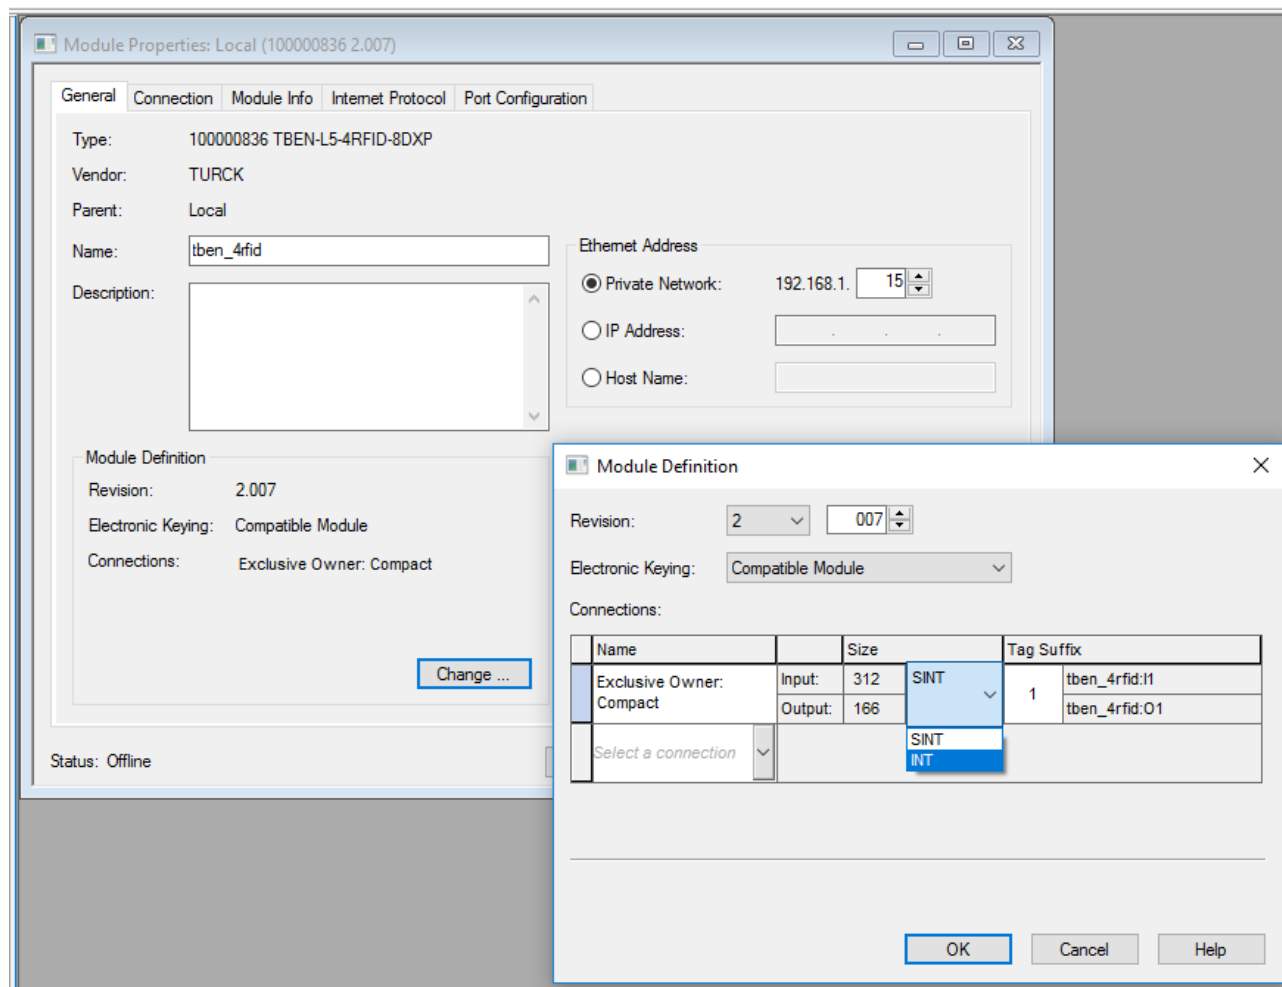 Module Properties: Local (100000836 2.007)
General Connection Module Info Internet Protocol Port Configuration
Type: 100000836 TBEN-L5-4RFID-8DXP
Vendor: TURCK
Parent: Local
Name: tben_4rfid
Description:
Ethernet Address
Private Network: 192.168.1. 15
IP Address: . . .
Host Name:
Module Definition
Revision: 2.007
Electronic Keying: Compatible Module
Connections: Exclusive Owner: Compact
Change ...
Status: Offline
Module Definition
Revision: 2 007
Electronic Keying: Compatible Module
Connections:
Name Size Tag Suffix
Exclusive Owner: Compact
Input: 312 SINT 1 tben_4rfid:I1
Output: 166 tben_4rfid:O1
SINT
INT
Select a connection
OK Cancel Help